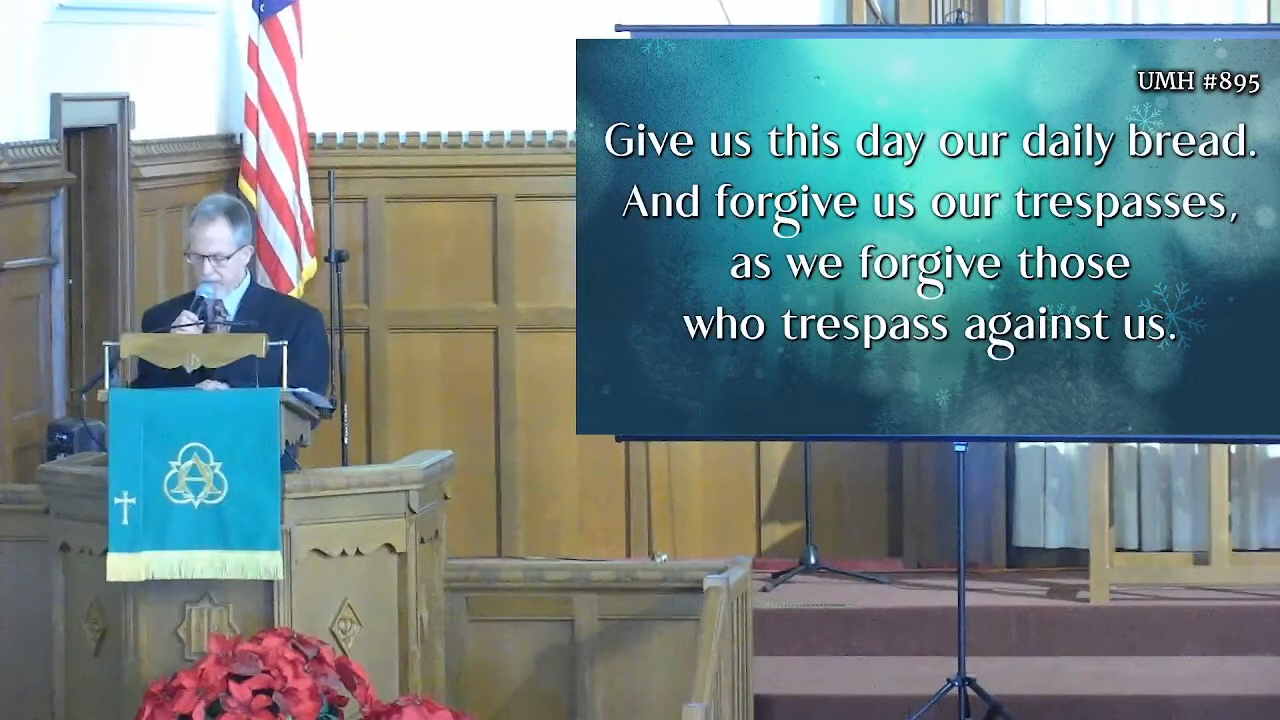 UMH #895
Give us this day our daily bread.
And forgive us our trespasses,
as we forgive those
who trespass against us.